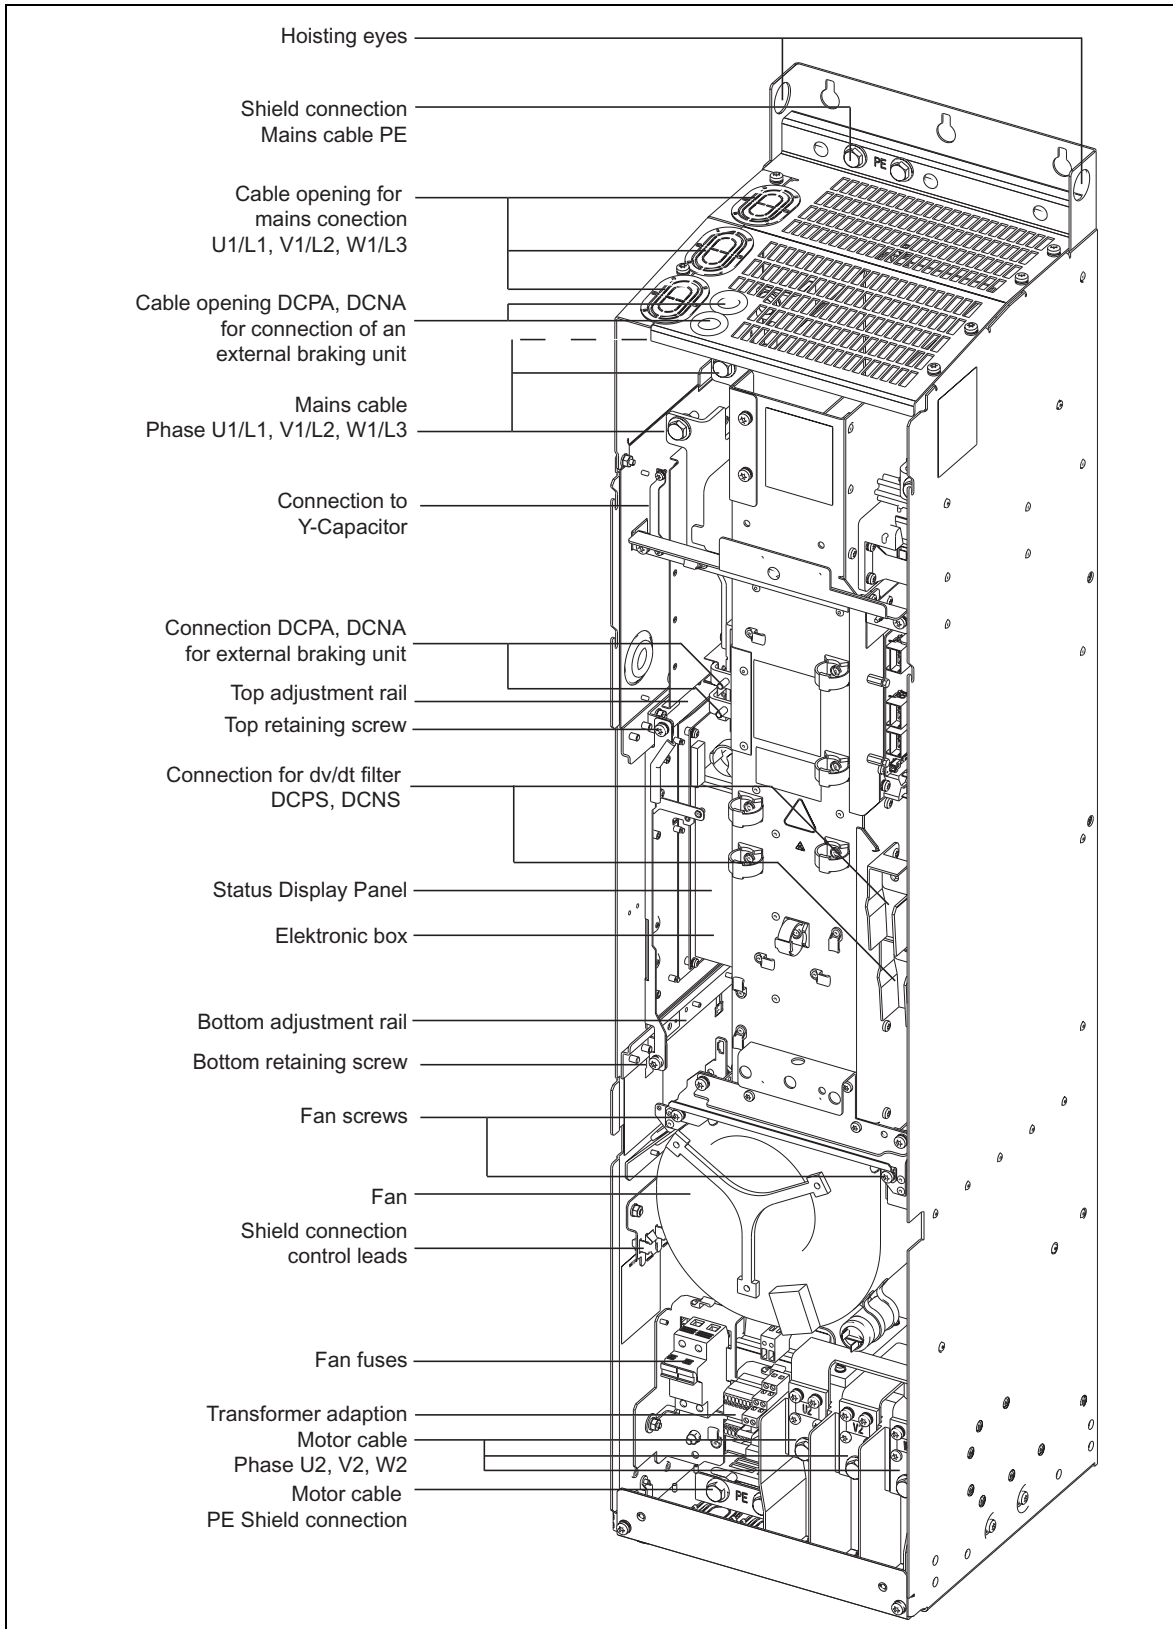 Hoisting eyes
Shield connection
Mains cable PE
PE
Cable opening for
mains conection
U1/L1, V1/L2, W1/L3
Cable opening DCPA, DCNA
for connection of an
external braking unit
Mains cable
Phase U1/L1, V1/L2, W1/L3
Connection to
Y-Capacitor
Connection DCPA, DCNA
for external braking unit
Top adjustment rail
Top retaining screw
Connection for dv/dt filter
DCPS, DCNS
Status Display Panel
Elektronic box
Bottom adjustment rail
Bottom retaining screw
Fan screws
Fan
Shield connection
control leads
Fan fuses
Transformer adaption
Motor cable
Phase U2, V2, W2
Motor cable
PE Shield connection
U2
V2
PE